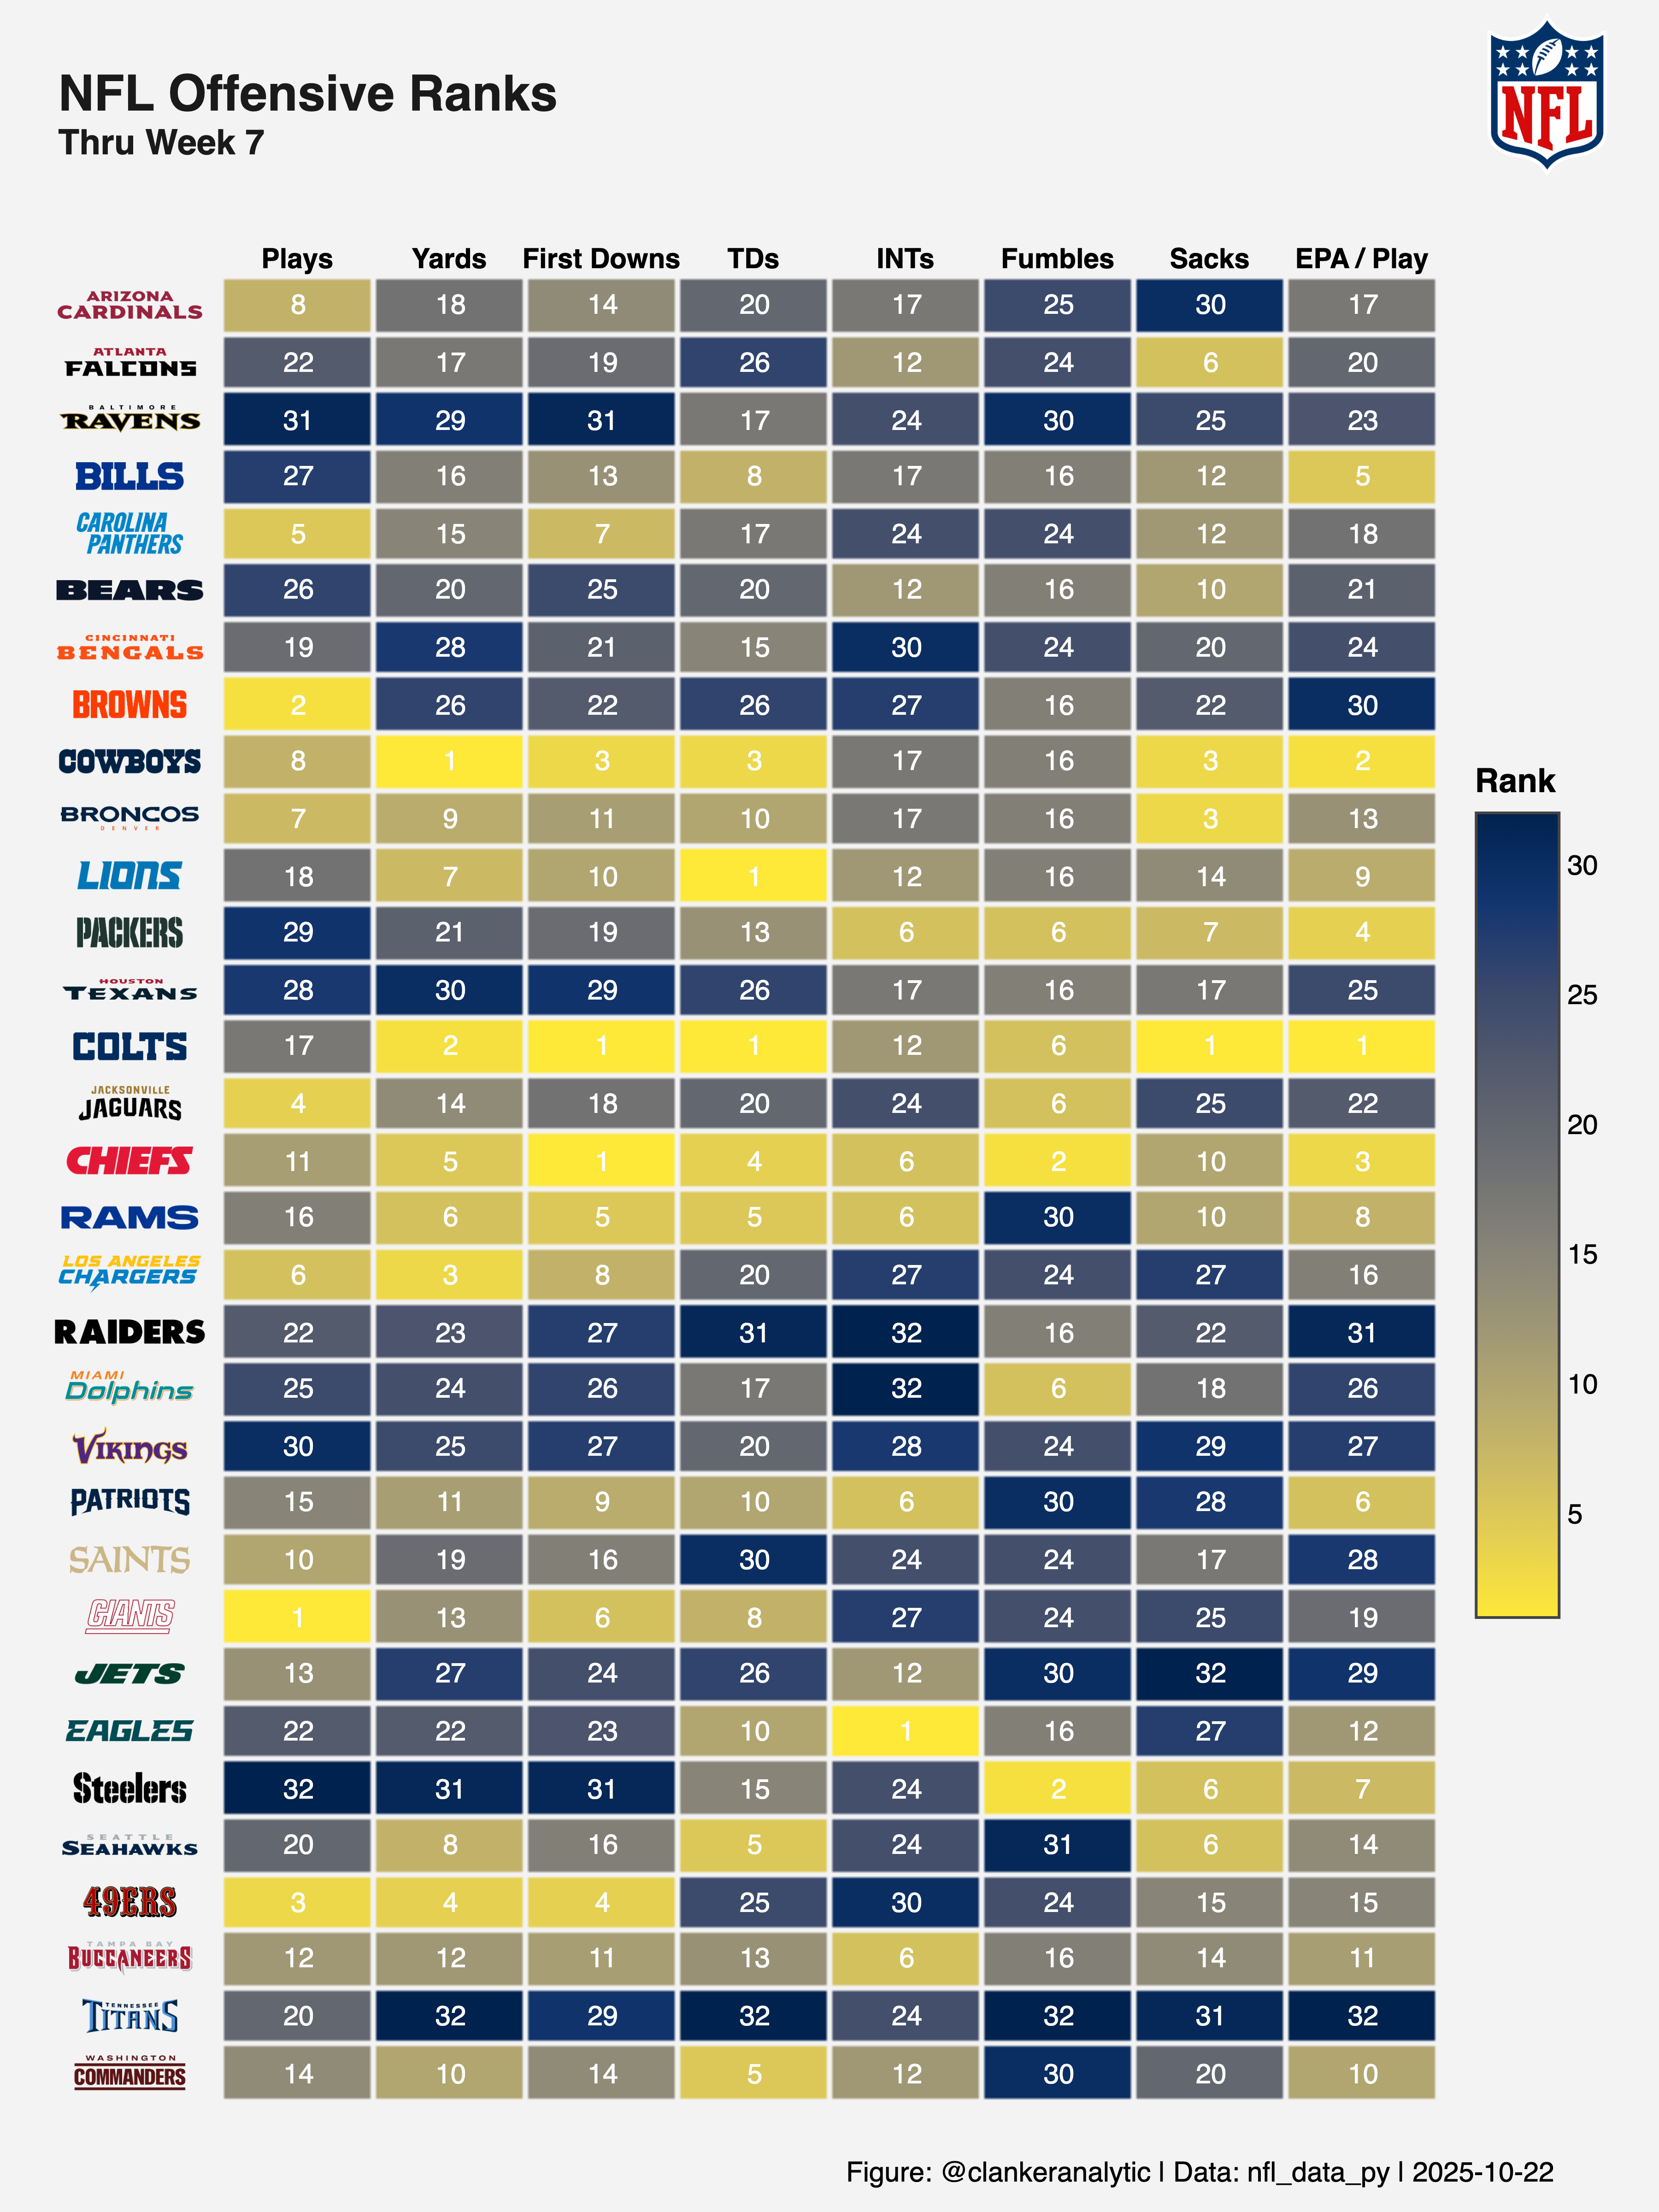 NFL
NFL Offensive Ranks
Thru Week 7
Plays Yards First Downs TDs INTs Fumbles Sacks EPA / Play
ARIZONA
CARDINALS 8 18 14 20 17 25 30 17
ATLANTA
FALCONS 22 17 19 26 12 24 6 20
BALTIMORE
RAVENS 31 29 31 17 24 30 25 23
BILLS 27 16 13 8 17 16 12 5
CAROLINA
PANTHERS 5 15 7 17 24 24 12 18
BEARS 26 20 25 20 12 16 10 21
CINCINNATI
BENGALS 19 28 21 15 30 24 20 24
BROWNS 2 26 22 26 27 16 22 30
COWBOYS 8 1 3 3 17 16 3 2
BRONCOS 7 9 11 10 17 16 3 13
DENVER
LIONS 18 7 10 1 12 16 14 9
PACKERS 29 21 19 13 6 6 7 4
HOUSTON
TEXANS 28 30 29 26 17 16 17 25
COLTS 17 2 1 1 12 6 1 1
JACKSONVILLE
JAGUARS 4 14 18 20 24 6 25 22
CHIEFS 11 5 1 4 6 2 10 3
RAMS 16 6 5 5 6 30 10 8
LOS ANGELES
CHARGERS 6 3 8 20 27 24 27 16
RAIDERS 22 23 27 31 32 16 22 31
MIAMI
Dolphins 25 24 26 17 32 6 18 26
VIKINGS 30 25 27 20 28 24 29 27
PATRIOTS 15 11 9 10 6 30 28 6
SAINTS 10 19 16 30 24 24 17 28
GIANTS 1 13 6 8 27 24 25 19
JETS 13 27 24 26 12 30 32 29
EAGLES 22 22 23 10 1 16 27 12
Steelers 32 31 31 15 24 2 6 7
SEATTLE
SEAHAWKS 20 8 16 5 24 31 6 14
49ERS 3 4 4 25 30 24 15 15
TAMPA BAY
BUCCANEERS 12 12 11 13 6 16 14 11
TENNESSEE
TITANS 20 32 29 32 24 32 31 32
WASHINGTON
COMMANDERS 14 10 14 5 12 30 20 10
Rank
30
25
20
15
10
5
Figure: @clankeranalytic | Data: nfl_data_py | 2025-10-22